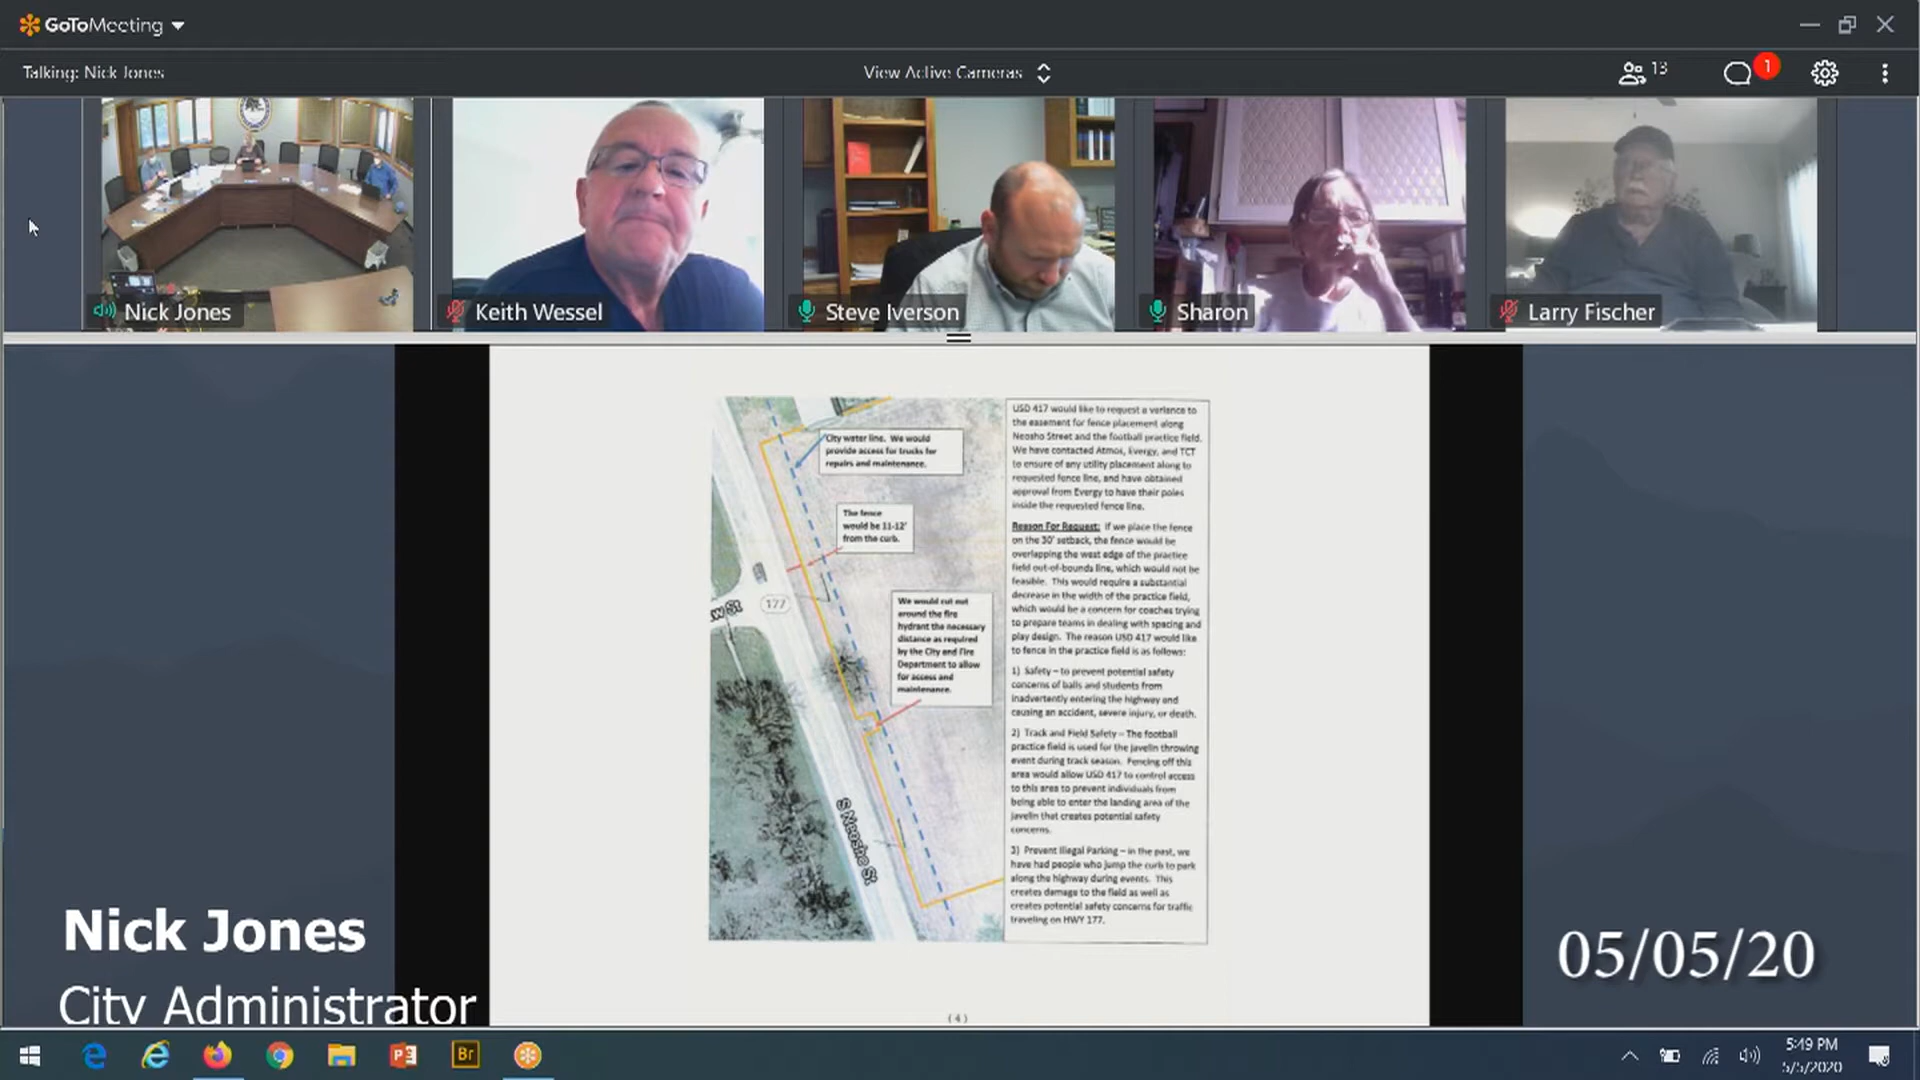 GoToMeeting
Talking: Nick Jones
View Active Cameras
13
1
Nick Jones
Keith Wessel
Steve Iverson
Sharon
Larry Fischer
City water line. We would
provide access for trucks for
repairs and maintenance.
The fence
would be 11-12'
from the curb.
177
W St
We would cut out
around the fire
hydrant the necessary
distance as required
by the City and Fire
Department to allow
for access and
maintenance.
S Neosho St
USD 417 would like to request a variance to
the easement for fence placement along
Neosho Street and the football practice field.
We have contacted Atmos, Evergy, and TCT
to ensure of any utility placement along to
requested fence line, and have obtained
approval from Evergy to have their poles
inside the requested fence line.
Reason For Request: If we place the fence
on the 30' setback, the fence would be
overlapping the west edge of the practice
field out-of-bounds line, which would not be
feasible. This would require a substantial
decrease in the width of the practice field,
which would be a concern for coaches trying
to prepare teams in dealing with spacing and
play design. The reason USD 417 would like
to fence in the practice field is as follows:
1) Safety – to prevent potential safety
concerns of balls and students from
inadvertently entering the highway and
causing an accident, severe injury, or death.
2) Track and Field Safety – The football
practice field is used for the javelin throwing
event during track season. Fencing off this
area would allow USD 417 to control access
to this area to prevent individuals from
being able to enter the landing area of the
javelin that creates potential safety
concerns.
3) Prevent Illegal Parking – in the past, we
have had people who jump the curb to park
along the highway during events. This
creates damage to the field as well as
creates potential safety concerns for traffic
traveling on HWY 177.
(4)
Nick Jones
City Administrator
05/05/20
Br
5:49 PM
5/5/2020